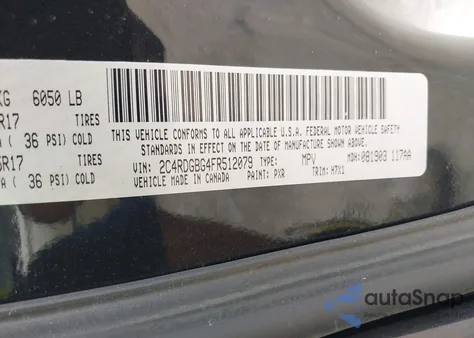 KG 6050 LB
R17 TIRES
A ( 36 PSI) COLD
R17 TIRES
A ( 36 PSI) COLD
THIS VEHICLE CONFORMS TO ALL APPLICABLE U.S.A. FEDERAL MOTOR VEHICLE SAFETY
STANDARDS IN EFFECT ON THE DATE OF MANUFACTURE SHOWN ABOVE.
VIN: 2C4RDGBG4FR512079 TYPE: MPV MDH: 081903 117AA
VEHICLE MADE IN CANADA PAINT: PXR TRIM: H7X1
autoSnap